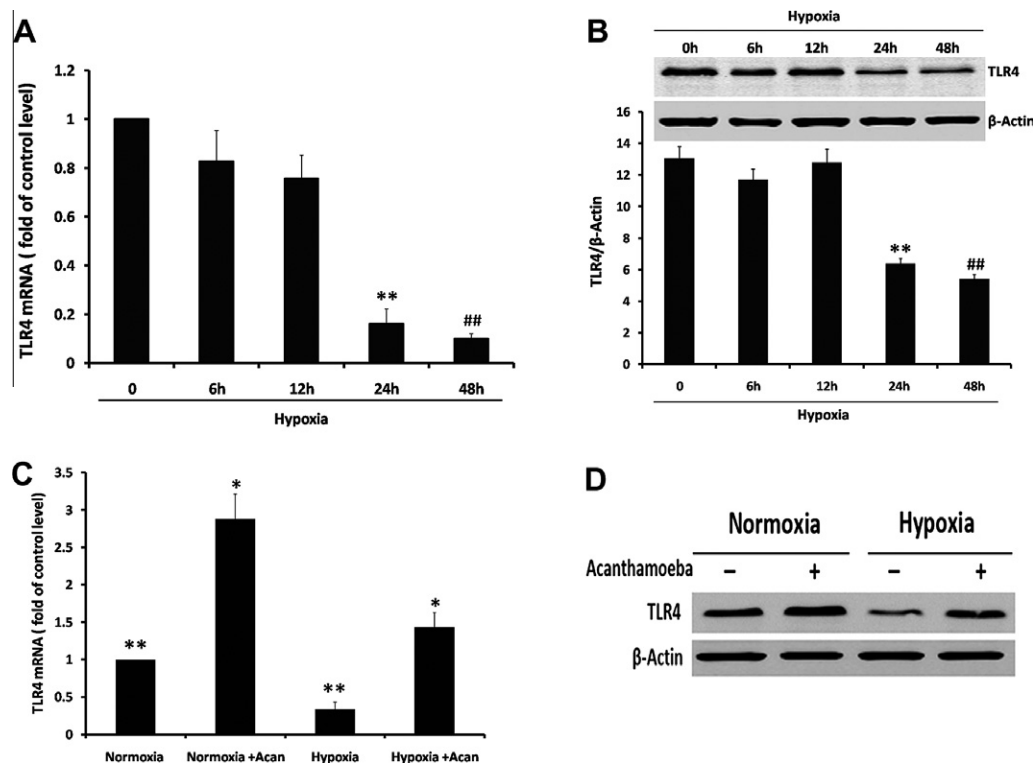 A
TLR4 mRNA ( fold of control level)
1.2
1
0.8
0.6
0.4
0.2
0
**
##
0 6h 12h 24h 48h
Hypoxia
B
Hypoxia
0h 6h 12h 24h 48h
TLR4
β-Actin
TLR4/β-Actin
16
14
12
10
8
6
4
2
0
**
##
0 6h 12h 24h 48h
Hypoxia
C
TLR4 mRNA ( fold of control level)
3.5
3
2.5
2
1.5
1
0.5
0
**
*
**
*
Normoxia Normoxia +Acan Hypoxia Hypoxia +Acan
D
Normoxia Hypoxia
Acanthamoeba − + − +
TLR4
β-Actin